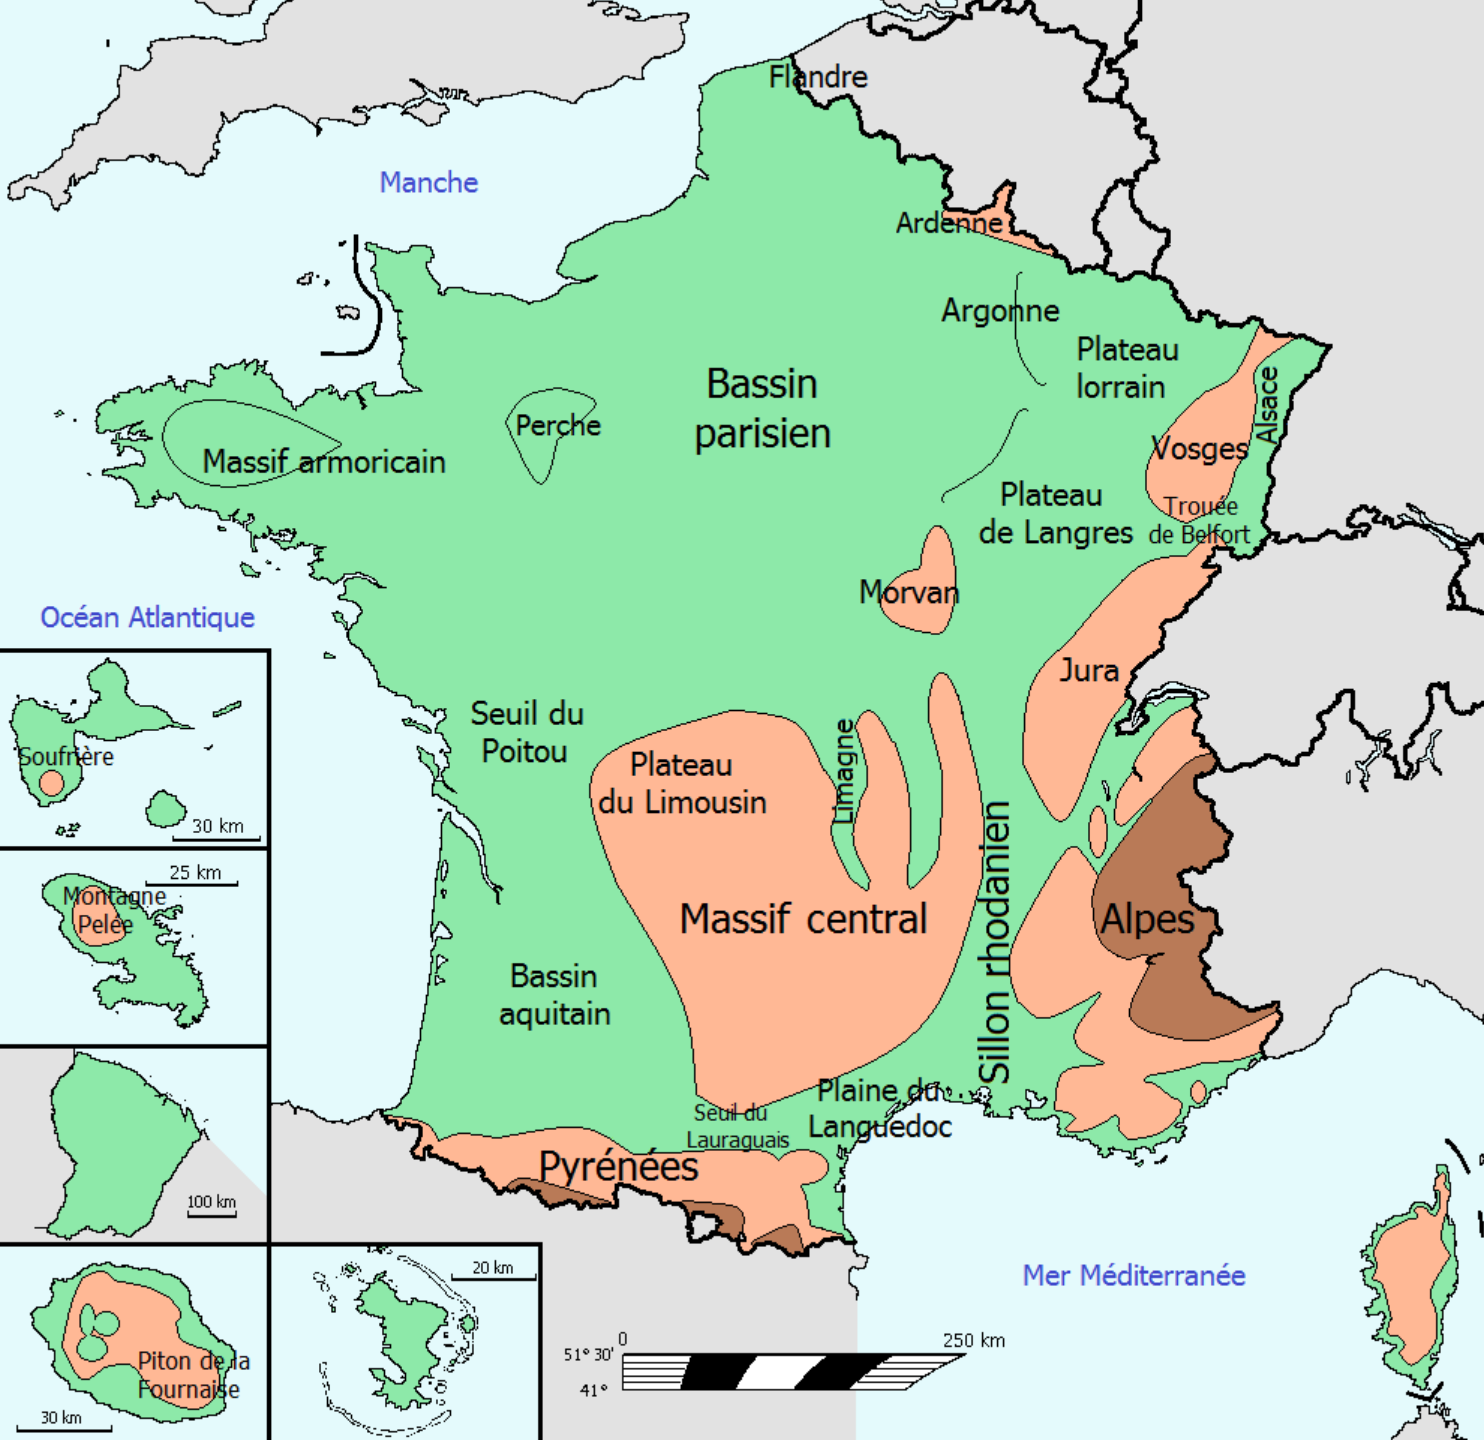 Flandre
Manche
Ardenne
Argonne
Plateau
lorrain
Bassin
parisien
Alsace
Perche
Vosges
Massif armoricain
Plateau
de Langres
Trouée
de Belfort
Morvan
Océan Atlantique
Jura
Seuil du
Poitou
Limagne
Plateau
du Limousin
Soufrière
30 km
25 km
Montagne
Pelée
Massif central
Sillon rhodanien
Alpes
Bassin
aquitain
Plaine du
Languedoc
Seuil du
Lauraguais
Pyrénées
100 km
20 km
Mer Méditerranée
0
250 km
51° 30'
41°
Piton de la
Fournaise
30 km